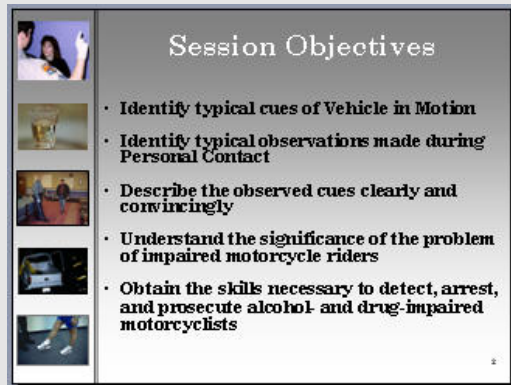 Session Objectives
· Identify typical cues of Vehicle in Motion
· Identify typical observations made during
Personal Contact
· Describe the observed cues clearly and
convincingly
· Understand the significance of the problem
of impaired motorcycle riders
· Obtain the skills necessary to detect, arrest,
and prosecute alcohol- and drug-impaired
motorcyclists